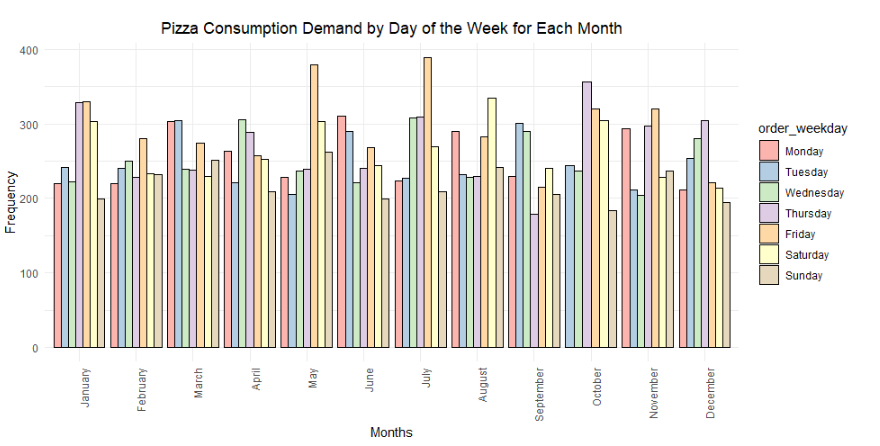 Pizza Consumption Demand by Day of the Week for Each Month
400
300
200
100
0
Frequency
January
February
March
April
May
June
July
August
September
October
November
December
Months
order_weekday
Monday
Tuesday
Wednesday
Thursday
Friday
Saturday
Sunday